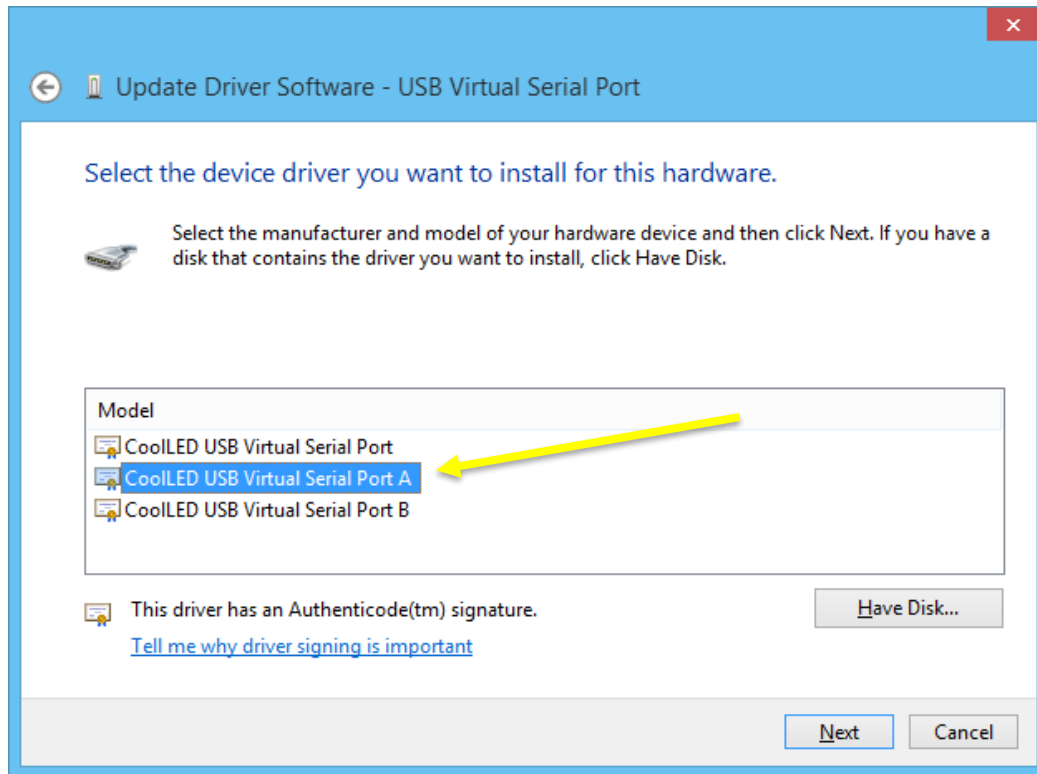 Update Driver Software - USB Virtual Serial Port
Select the device driver you want to install for this hardware.
Select the manufacturer and model of your hardware device and then click Next. If you have a
disk that contains the driver you want to install, click Have Disk.
Model
CoolLED USB Virtual Serial Port
CoolLED USB Virtual Serial Port A
CoolLED USB Virtual Serial Port B
This driver has an Authenticode(tm) signature.
Have Disk...
Tell me why driver signing is important
Next Cancel